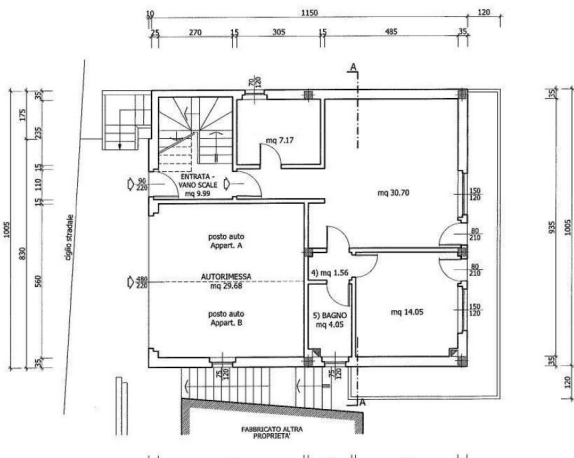 10 1150 120
25 270 15 305 15 485 35
A
70
120
mq 7.17
35
175
235
15
110
15
1005
830
560
35
ciglio stradale
90
220
ENTRATA -
VANO SCALE
mq 9.99
mq 30.70
150
120
80
210
35
935
1005
35
120
posto auto
Appart. A
480
220
AUTORIMESSA
mq 29.68
posto auto
Appart. B
4) mq 1.56
80
210
5) BAGNO
mq 4.05
mq 14.05
150
120
75
120
75
120
A
FABBRICATO ALTRA
PROPRIETA'